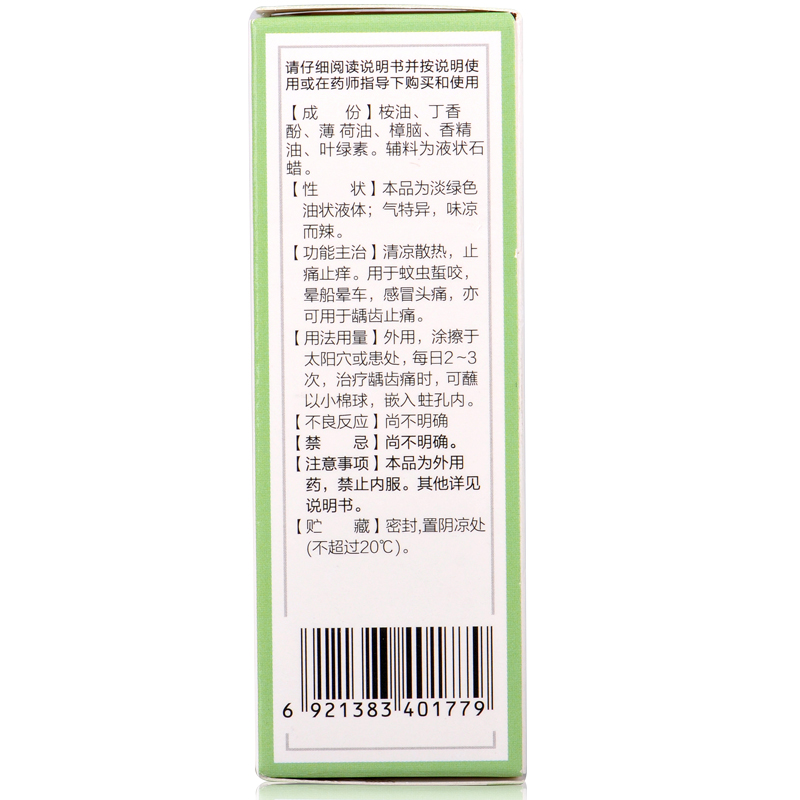 请仔细阅读说明书并按说明使
用或在药师指导下购买和使用
【成　份】桉油、丁香
酚、薄荷油、樟脑、香精
油、叶绿素。辅料为液状石
蜡。
【性　状】本品为淡绿色
油状液体；气特异，味凉
而辣。
【功能主治】清凉散热，止
痛止痒。用于蚊虫蜇咬，
晕船晕车，感冒头痛，亦
可用于龋齿止痛。
【用法用量】外用，涂擦于
太阳穴或患处，每日2~3
次，治疗龋齿痛时，可蘸
以小棉球，嵌入蛀孔内。
【不良反应】尚不明确
【禁　忌】尚不明确。
【注意事项】本品为外用
药，禁止内服。其他详见
说明书。
【贮　藏】密封,置阴凉处
(不超过20℃)。
6 921383 401779